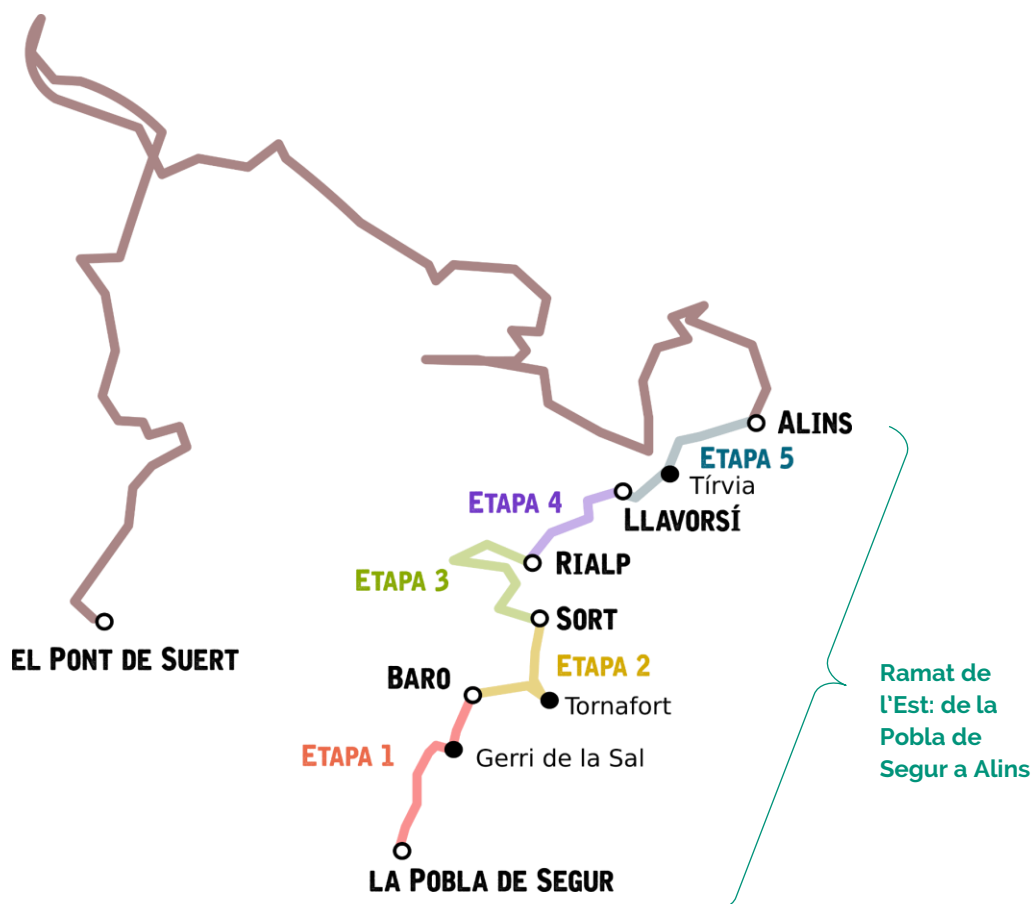 ALINS
ETAPA 5
Tírvia
ETAPA 4
LLAVORSÍ
RIALP
ETAPA 3
SORT
EL PONT DE SUERT
ETAPA 2
BARO
Tornafort
Ramat de
l'Est: de la
Pobla de
Segur a Alins
ETAPA 1
Gerri de la Sal
LA POBLA DE SEGUR